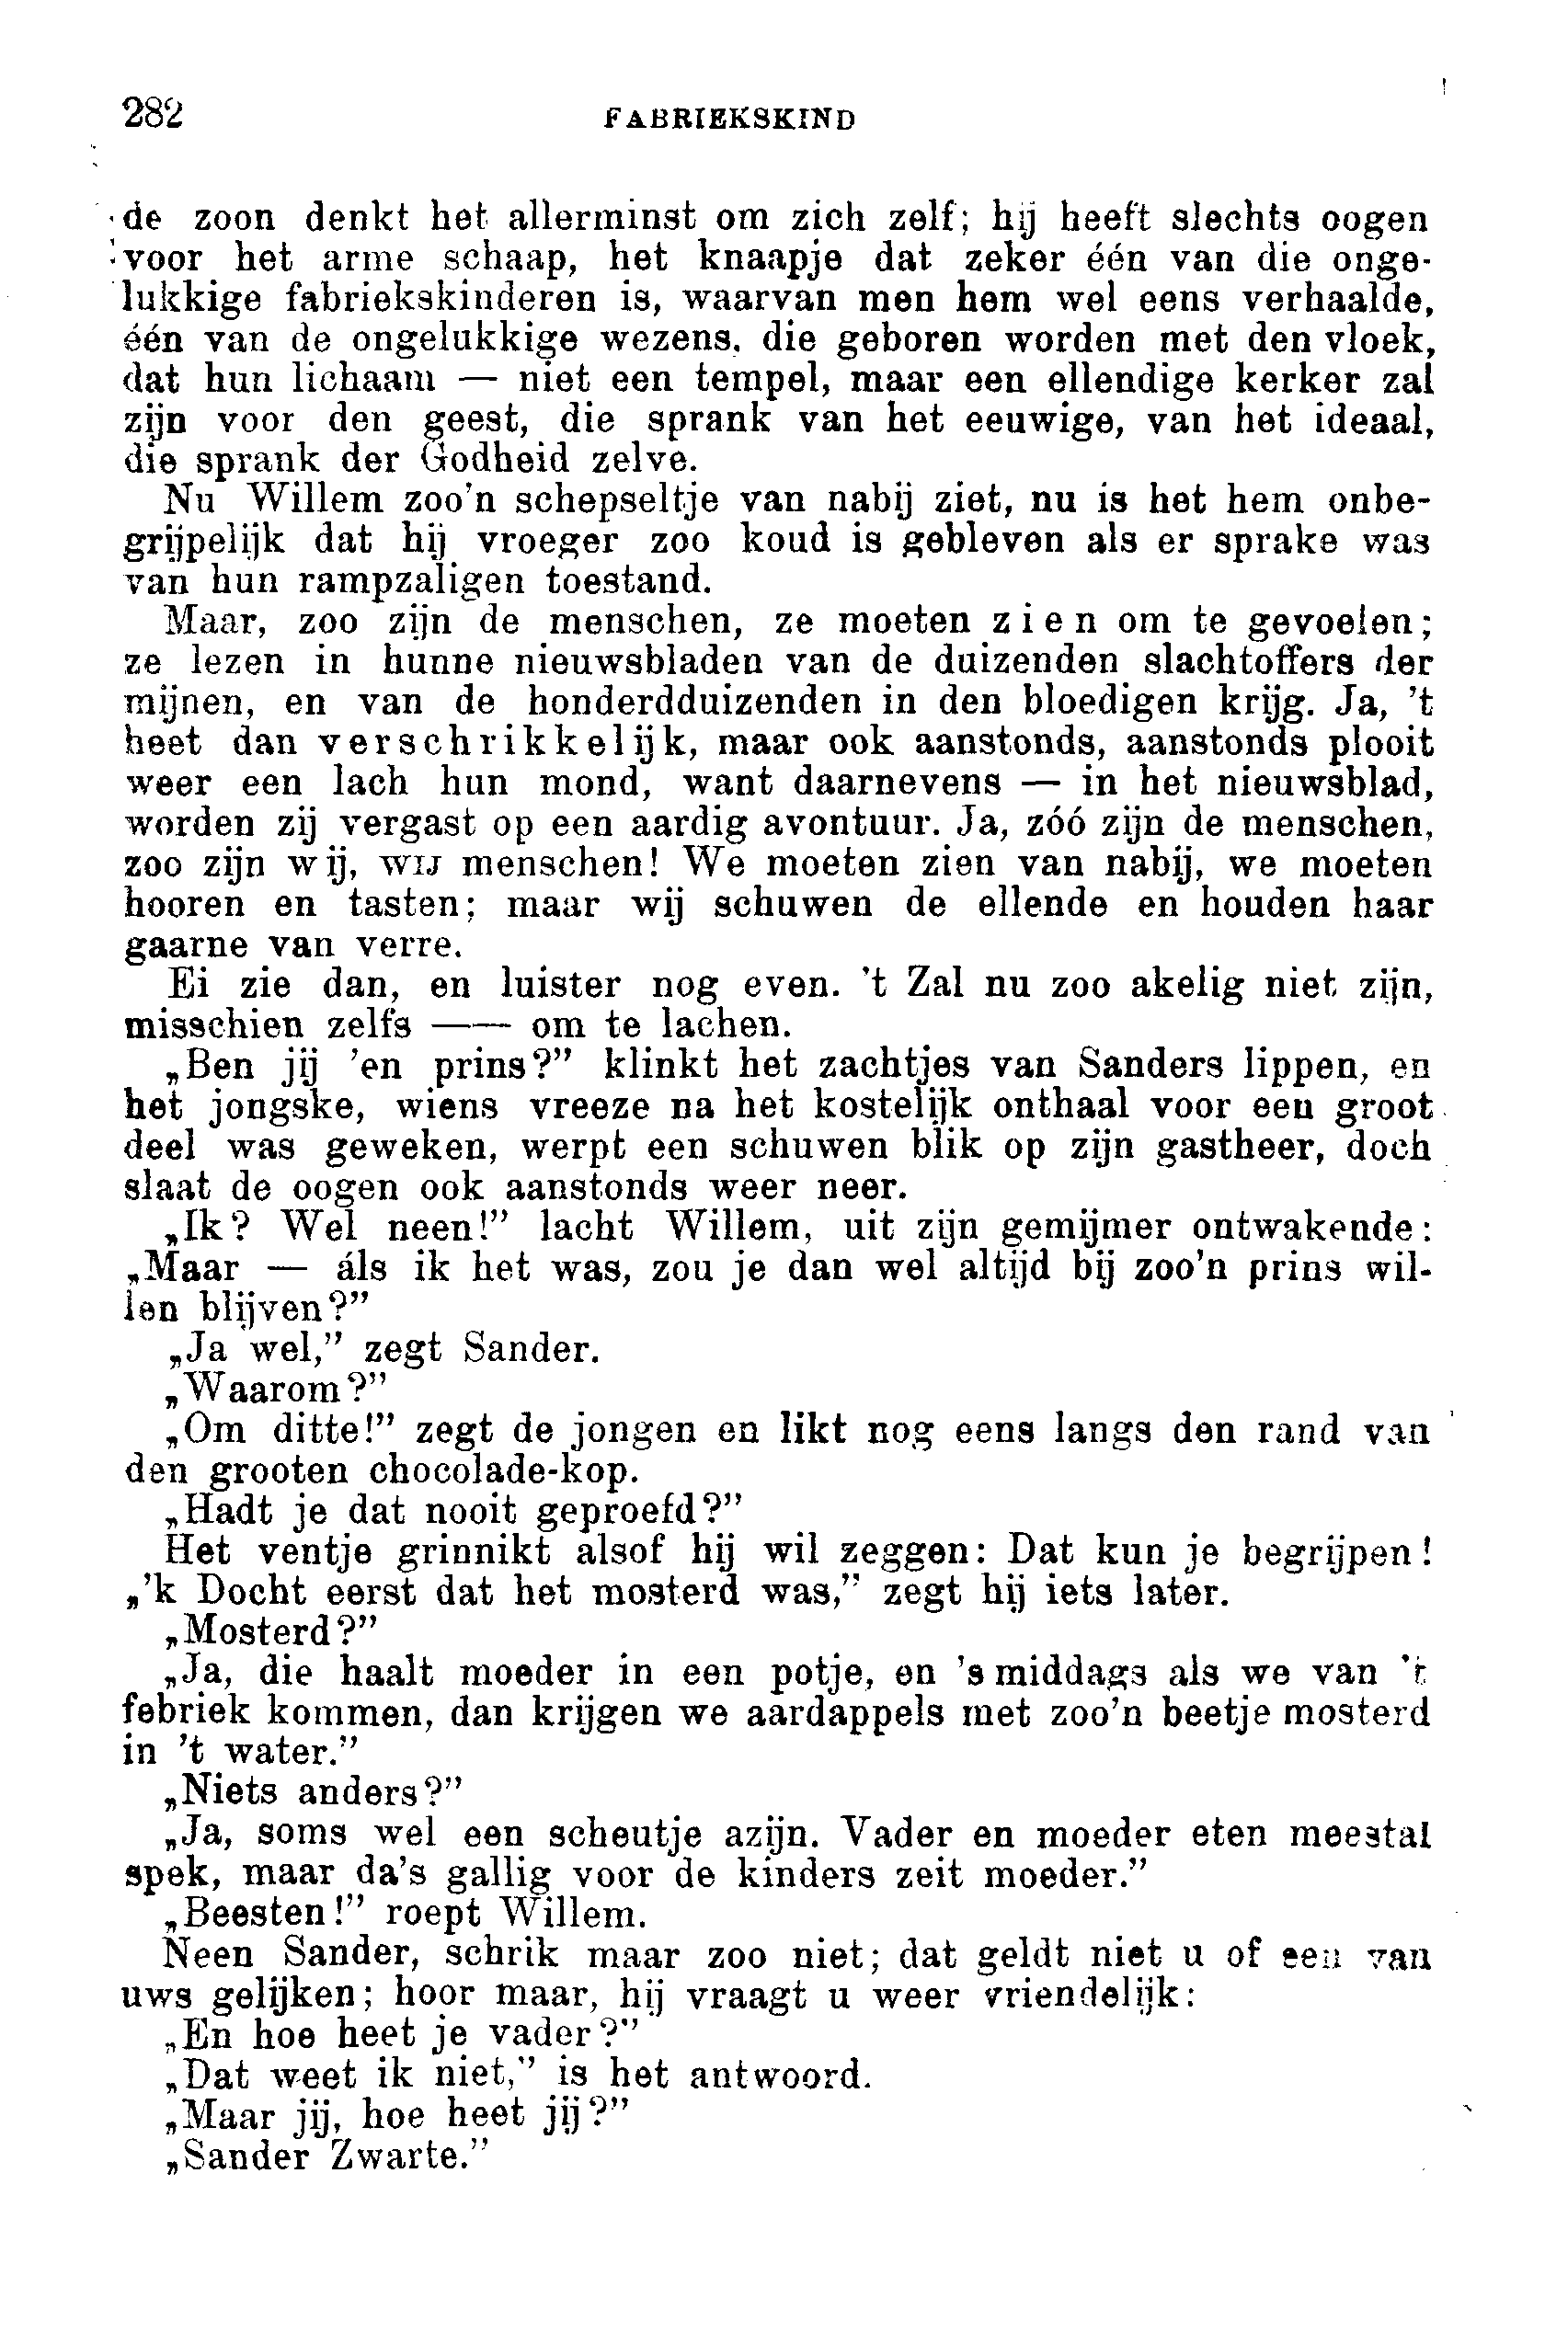 282 FABRIEKSKIND
de zoon denkt het allerminst om zich zelf; hij heeft slechts oogen
voor het arme schaap, het knaapje dat zeker één van die onge-
lukkige fabriekskinderen is, waarvan men hem wel eens verhaalde,
één van de ongelukkige wezens, die geboren worden met den vloek,
dat hun lichaam — niet een tempel, maar een ellendige kerker zal
zijn voor den geest, die sprank van het eeuwige, van het ideaal,
die sprank der Godheid zelve.
Nu Willem zoo'n schepseltje van nabij ziet, nu is het hem onbe-
grijpelijk dat hij vroeger zoo koud is gebleven als er sprake was
van hun rampzaligen toestand.
Maar, zoo zijn de menschen, ze moeten zien om te gevoelen;
ze lezen in hunne nieuwsbladen van de duizenden slachtoffers der
mijnen, en van de honderdduizenden in den bloedigen krijg. Ja, 't
heet dan verschrikkelijk, maar ook aanstonds, aanstonds plooit
weer een lach hun mond, want daarnevens — in het nieuwsblad,
worden zij vergast op een aardig avontuur. Ja, zóó zijn de menschen,
zoo zijn wij, WIJ menschen! We moeten zien van nabij, we moeten
hooren en tasten; maar wij schuwen de ellende en houden haar
gaarne van verre.
Ei zie dan, en luister nog even. 't Zal nu zoo akelig niet zijn,
misschien zelfs —— om te lachen.
„Ben jij 'en prins?” klinkt het zachtjes van Sanders lippen, en
het jongske, wiens vreeze na het kostelijk onthaal voor een groot
deel was geweken, werpt een schuwen blik op zijn gastheer, doch
slaat de oogen ook aanstonds weer neer.
„Ik? Wel neen!” lacht Willem, uit zijn gemijmer ontwakende:
„Maar — áls ik het was, zou je dan wel altijd bij zoo'n prins wil-
len blijven?”
„Ja wel,” zegt Sander.
„Waarom?”
„Om ditte!” zegt de jongen en likt nog eens langs den rand van
den grooten chocolade-kop.
„Hadt je dat nooit geproefd?”
Het ventje grinnikt alsof hij wil zeggen: Dat kun je begrijpen!
„'k Docht eerst dat het mosterd was,” zegt hij iets later.
„Mosterd?”
„Ja, die haalt moeder in een potje, en 's middags als we van 't
febriek kommen, dan krijgen we aardappels met zoo'n beetje mosterd
in 't water.”
„Niets anders?”
„Ja, soms wel een scheutje azijn. Vader en moeder eten meestal
spek, maar da's gallig voor de kinders zeit moeder.”
„Beesten!” roept Willem.
Neen Sander, schrik maar zoo niet; dat geldt niet u of een van
uws gelijken; hoor maar, hij vraagt u weer vriendelijk:
„En hoe heet je vader?”
„Dat weet ik niet,” is het antwoord.
„Maar jij, hoe heet jij?”
„Sander Zwarte.”